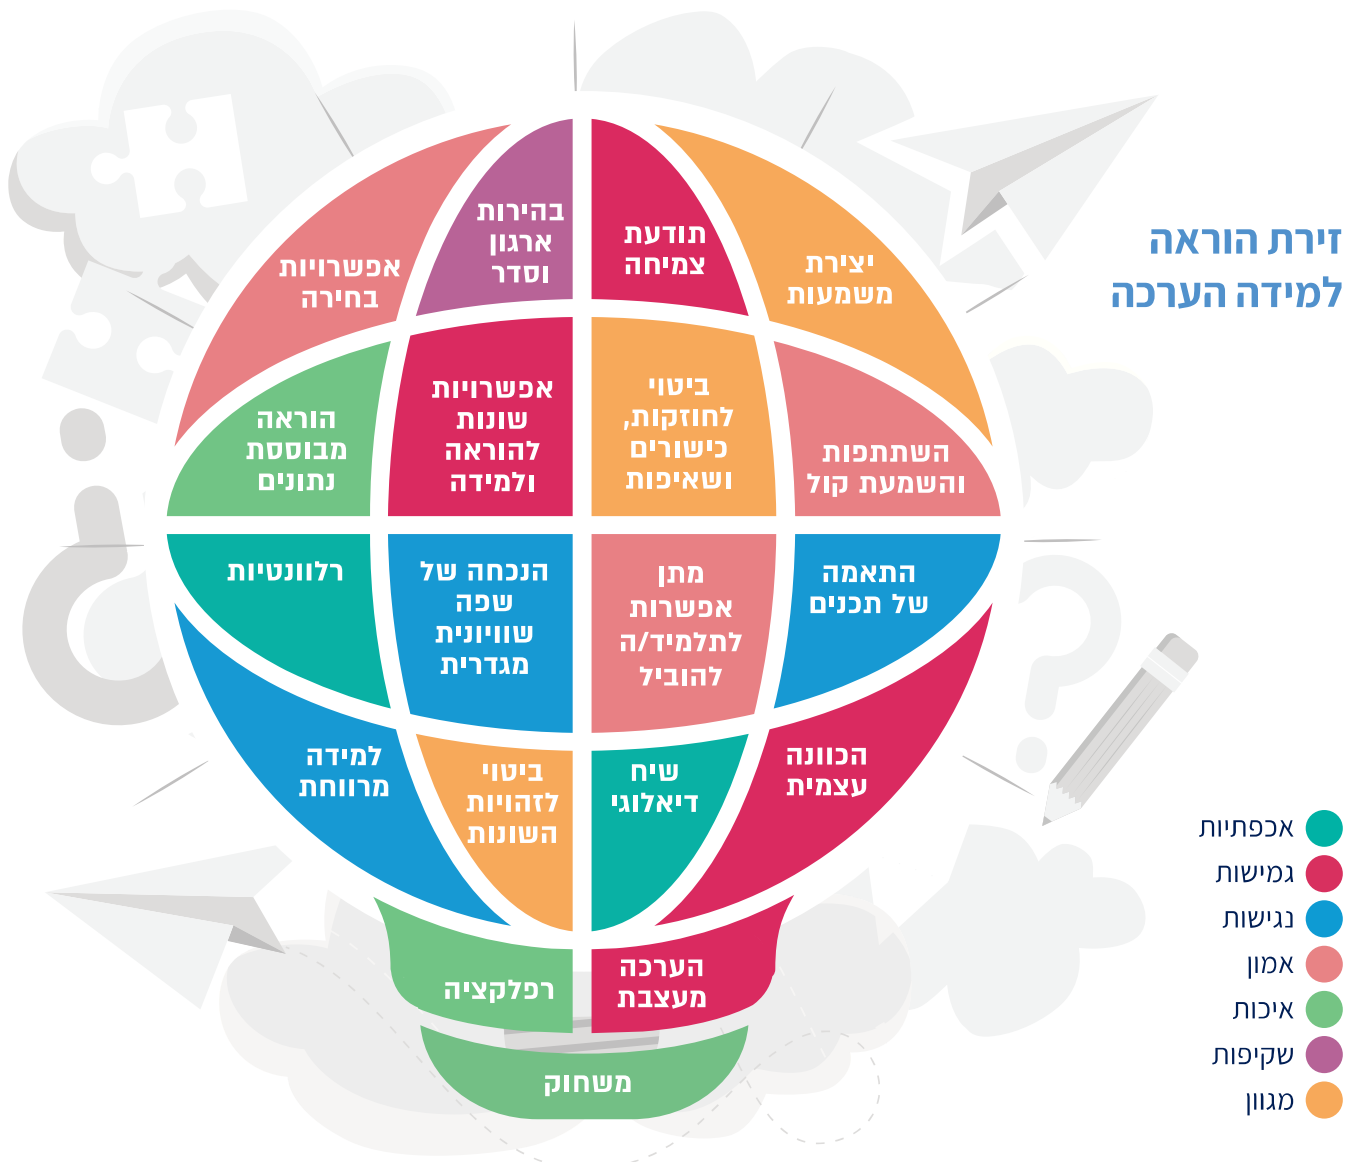 זירת הוראה
למידה הערכה
יצירת
משמעות
תודעת
צמיחה
בהירות
ארגון
וסדר
אפשרויות
בחירה
השתתפות
והשמעת קול
ביטוי
לחוזקות,
כישורים
ושאיפות
אפשרויות
שונות
להוראה
ולמידה
הוראה
מבוססת
נתונים
התאמה
של תכנים
מתן
אפשרות
לתלמיד/ה
להוביל
הנכחה של
שפה
שוויונית
מגדרית
רלוונטיות
הכוונה
עצמית
שיח
דיאלוגי
ביטוי
לזהויות
השונות
למידה
מרווחת
הערכה
מעצבת
רפלקציה
משחוק
אכפתיות
גמישות
נגישות
אמון
איכות
שקיפות
מגוון